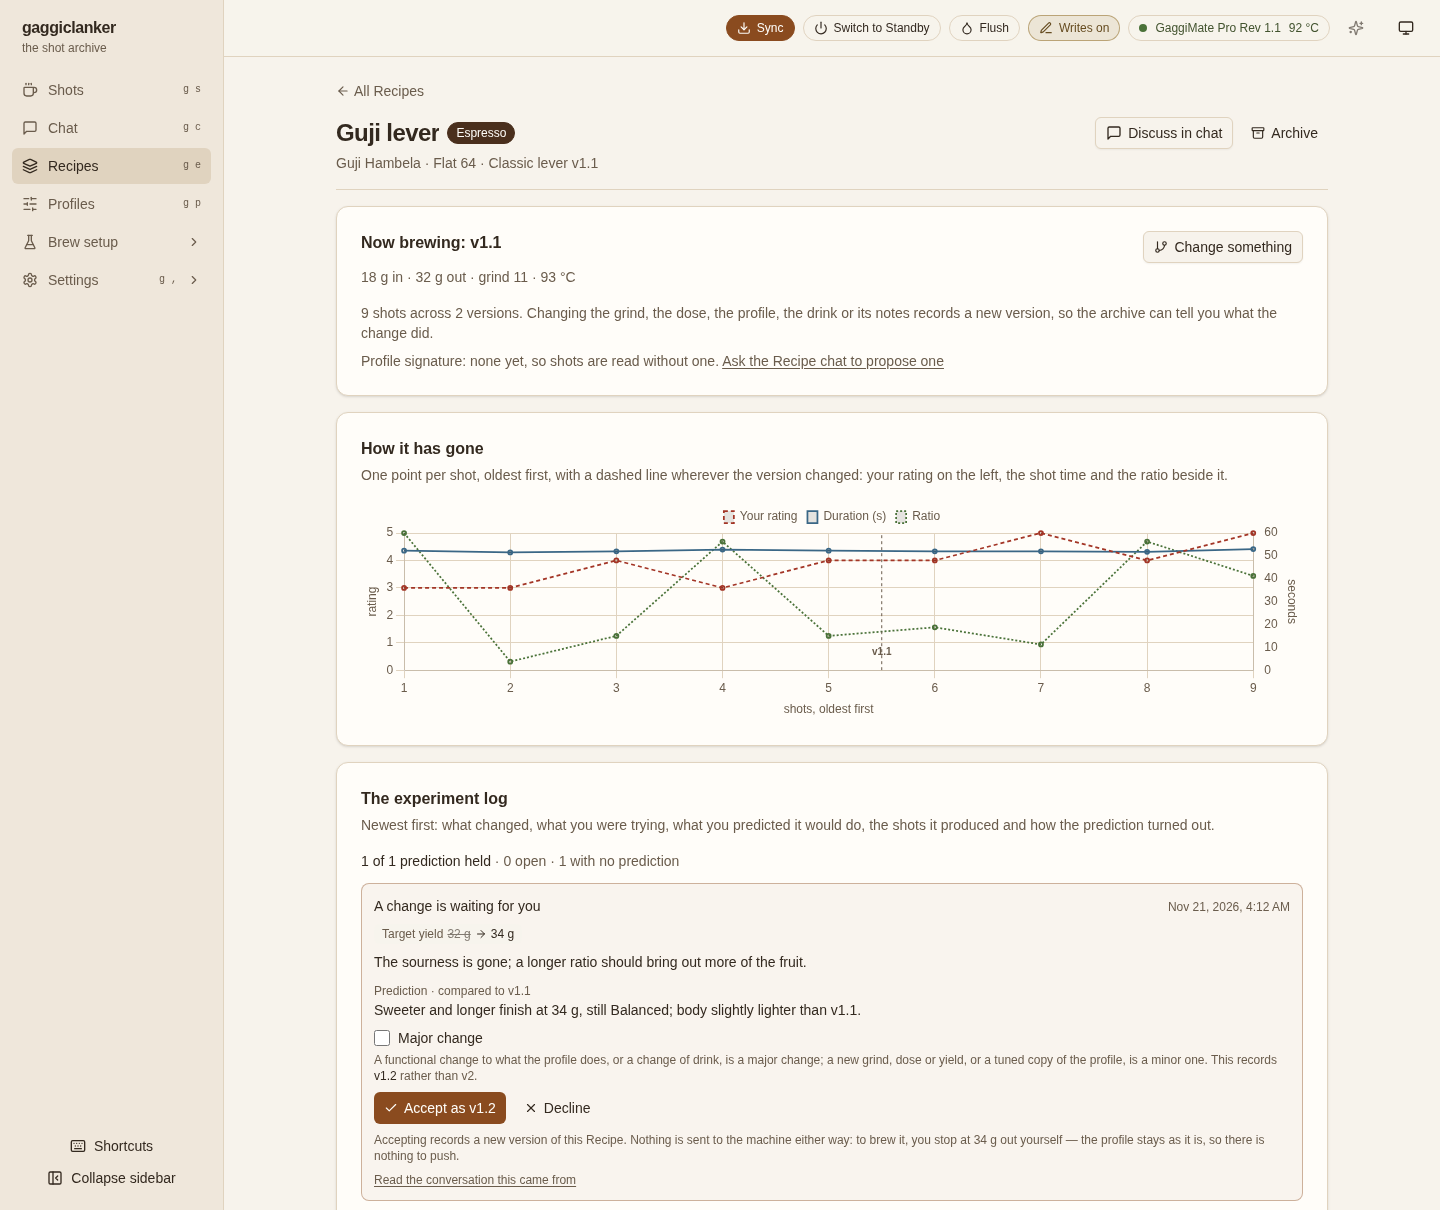 gaggiclanker
the shot archive
Shots g s
Chat g c
Recipes g e
Profiles g p
Brew setup
Settings g ,
Shortcuts
Collapse sidebar
Sync
Switch to Standby
Flush
Writes on
GaggiMate Pro Rev 1.1 92 °C
All Recipes
Guji lever Espresso
Discuss in chat
Archive
Guji Hambela · Flat 64 · Classic lever v1.1
Now brewing: v1.1
Change something
18 g in · 32 g out · grind 11 · 93 °C
9 shots across 2 versions. Changing the grind, the dose, the profile, the drink or its notes records a new version, so the archive can tell you what the
change did.
Profile signature: none yet, so shots are read without one. Ask the Recipe chat to propose one
How it has gone
One point per shot, oldest first, with a dashed line wherever the version changed: your rating on the left, the shot time and the ratio beside it.
Your rating Duration (s) Ratio
5 60
50
4
40
3
30
2
20
1
10
0 0
rating
seconds
v1.1
1 2 3 4 5 6 7 8 9
shots, oldest first
The experiment log
Newest first: what changed, what you were trying, what you predicted it would do, the shots it produced and how the prediction turned out.
1 of 1 prediction held · 0 open · 1 with no prediction
A change is waiting for you
Nov 21, 2026, 4:12 AM
Target yield 32 g → 34 g
The sourness is gone; a longer ratio should bring out more of the fruit.
Prediction · compared to v1.1
Sweeter and longer finish at 34 g, still Balanced; body slightly lighter than v1.1.
Major change
A functional change to what the profile does, or a change of drink, is a major change; a new grind, dose or yield, or a tuned copy of the profile, is a minor one. This records
v1.2 rather than v2.
Accept as v1.2
Decline
Accepting records a new version of this Recipe. Nothing is sent to the machine either way: to brew it, you stop at 34 g out yourself — the profile stays as it is, so there is
nothing to push.
Read the conversation this came from